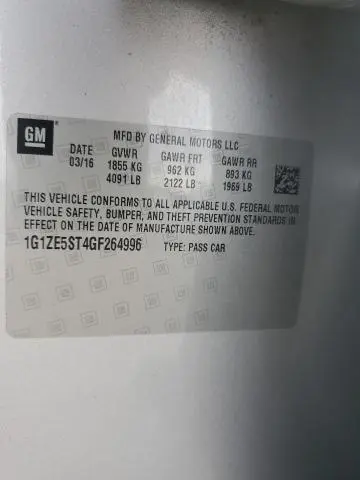 GM
MFD BY GENERAL MOTORS LLC
DATE GVWR GAWR FRT GAWR RR
03/16 1855 KG 962 KG 893 KG
4091 LB 2122 LB 1969 LB
THIS VEHICLE CONFORMS TO ALL APPLICABLE U.S. FEDERAL MOTOR
VEHICLE SAFETY, BUMPER, AND THEFT PREVENTION STANDARDS IN
EFFECT ON THE DATE OF MANUFACTURE SHOWN ABOVE.
1G1ZE5ST4GF264996 TYPE: PASS CAR